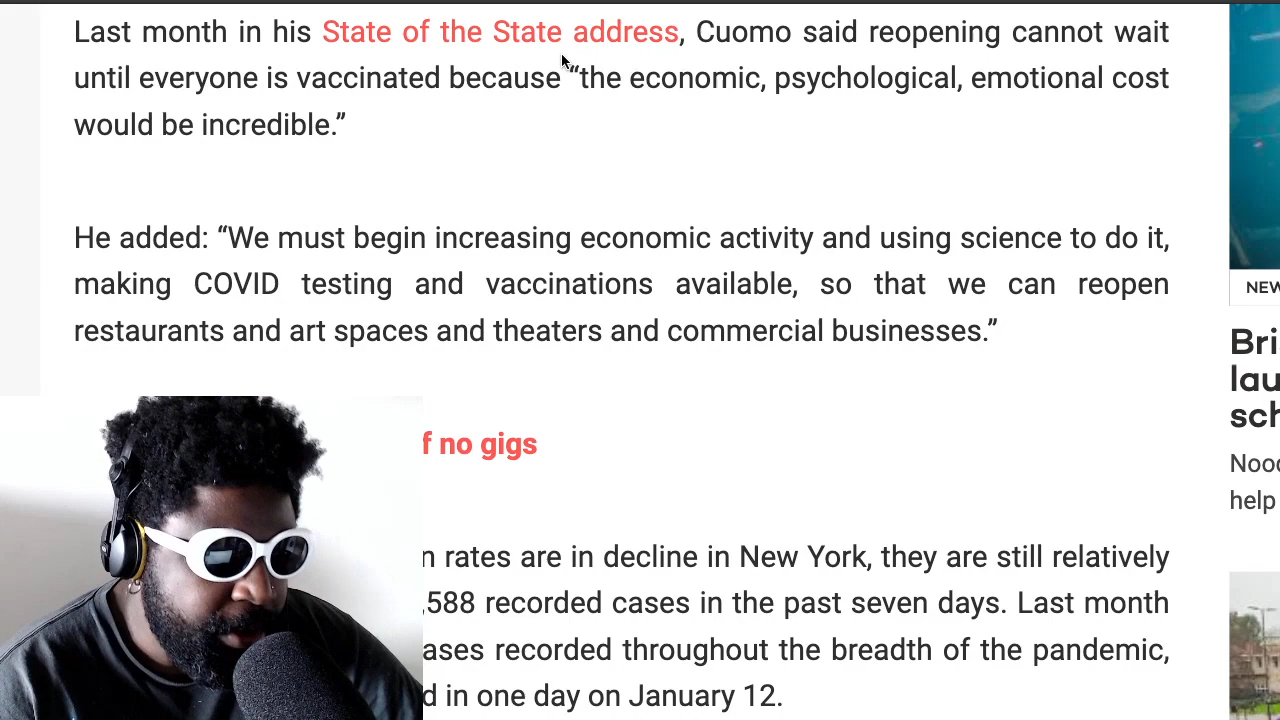 Last month in his State of the State address, Cuomo said reopening cannot wait
until everyone is vaccinated because “the economic, psychological, emotional cost
would be incredible.”
He added: “We must begin increasing economic activity and using science to do it,
making COVID testing and vaccinations available, so that we can reopen
restaurants and art spaces and theaters and commercial businesses.”
f no gigs
n rates are in decline in New York, they are still relatively
,588 recorded cases in the past seven days. Last month
ases recorded throughout the breadth of the pandemic,
d in one day on January 12.
NEW
Bri
lau
sch
Nood
help